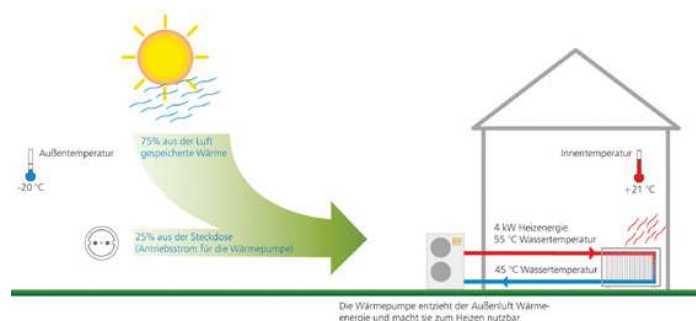 75% aus der Luft
gespeicherte Wärme
Außentemperatur
-20 °C
25% aus der Steckdose
(Antriebsstrom für die Wärmepumpe)
Innentemperatur
+21 °C
4 kW Heizenergie
55 °C Wassertemperatur
45 °C Wassertemperatur
Die Wärmepumpe entzieht der Außenluft Wärme-
energie und macht sie zum Heizen nutzbar.